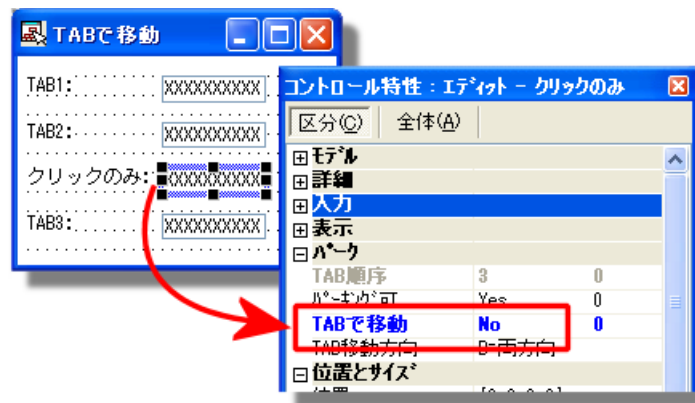 TABで移動
TAB1: XXXXXXXXXX
TAB2: XXXXXXXXXX
クリックのみ: XXXXXXXXXX
TAB3: XXXXXXXXXX
コントロール特性:エディット - クリックのみ
区分(C) 全体(A)
モデル
詳細
入力
表示
パーク
TAB順序 3 0
パーキング可 Yes 0
TABで移動 No 0
TAB移動方向 B=両方向
位置とサイズ